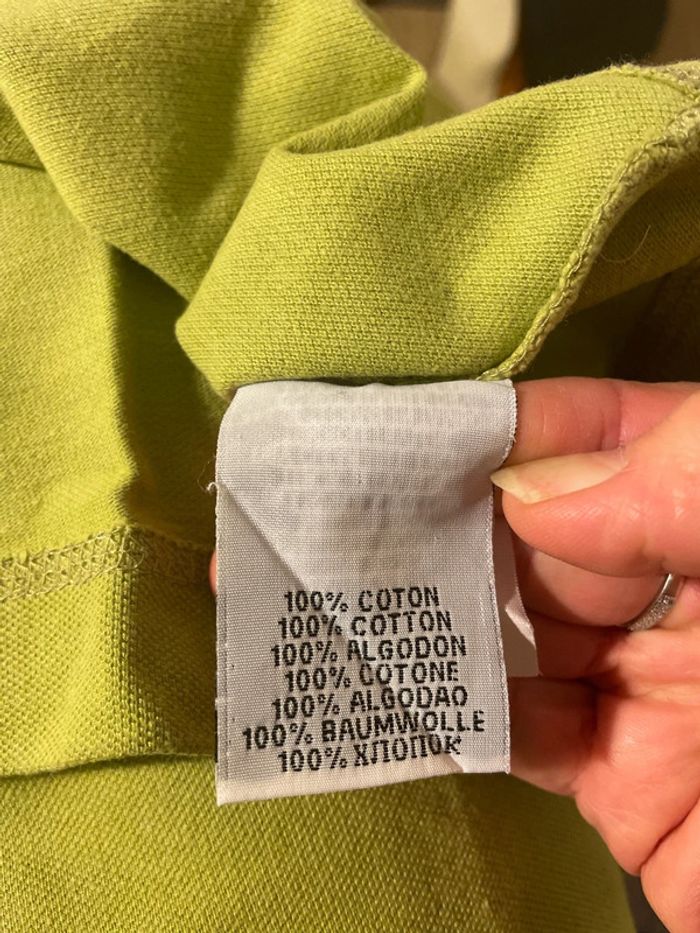 100% COTON
100% COTTON
100% ALGODON
100% COTONE
100% ALGODAO
100% BAUMWOLLE
100% ХЛОПОК